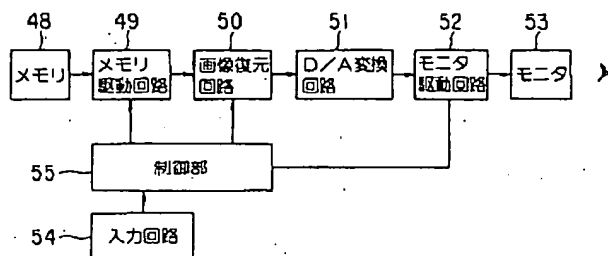 48 49 50 51 52 53
メモリ メモリ駆動回路 画像復元回路 D/A変換回路 モニタ駆動回路 モニタ
55 制御部
54 入力回路